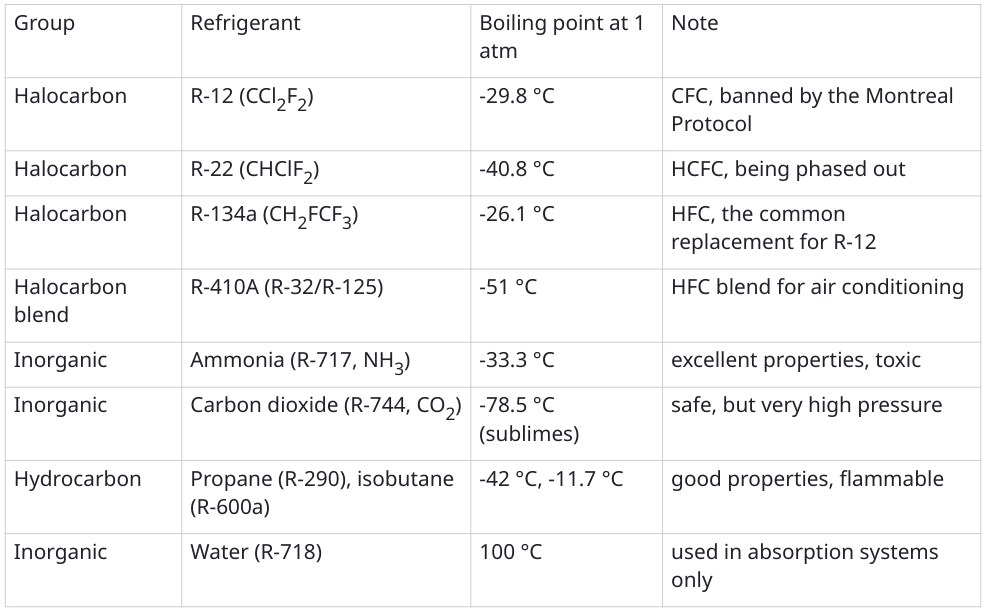 Group Refrigerant Boiling point at 1 atm Note
Halocarbon R-12 (CCl₂F₂) -29.8 °C CFC, banned by the Montreal Protocol
Halocarbon R-22 (CHClF₂) -40.8 °C HCFC, being phased out
Halocarbon R-134a (CH₂FCF₃) -26.1 °C HFC, the common replacement for R-12
Halocarbon blend R-410A (R-32/R-125) -51 °C HFC blend for air conditioning
Inorganic Ammonia (R-717, NH₃) -33.3 °C excellent properties, toxic
Inorganic Carbon dioxide (R-744, CO₂) -78.5 °C (sublimes) safe, but very high pressure
Hydrocarbon Propane (R-290), isobutane (R-600a) -42 °C, -11.7 °C good properties, flammable
Inorganic Water (R-718) 100 °C used in absorption systems only